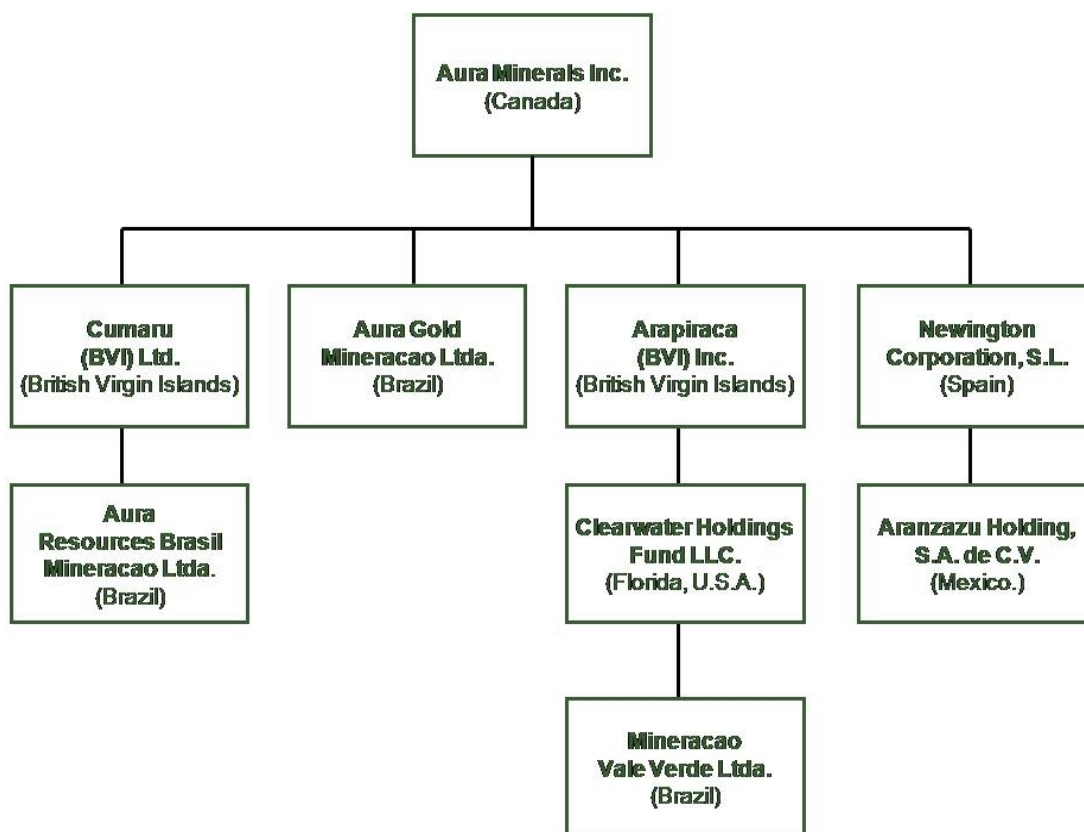 Aura Minerals Inc.
(Canada)
Cumaru
(BVI) Ltd.
(British Virgin Islands)
Aura Gold
Mineracao Ltda.
(Brazil)
Arapiraca
(BVI) Inc.
(British Virgin Islands)
Newington
Corporation, S.L.
(Spain)
Aura
Resources Brasil
Mineracao Ltda.
(Brazil)
Clearwater Holdings
Fund LLC.
(Florida, U.S.A.)
Aranzazu Holding,
S.A. de C.V.
(Mexico.)
Mineracao
Vale Verde Ltda.
(Brazil)